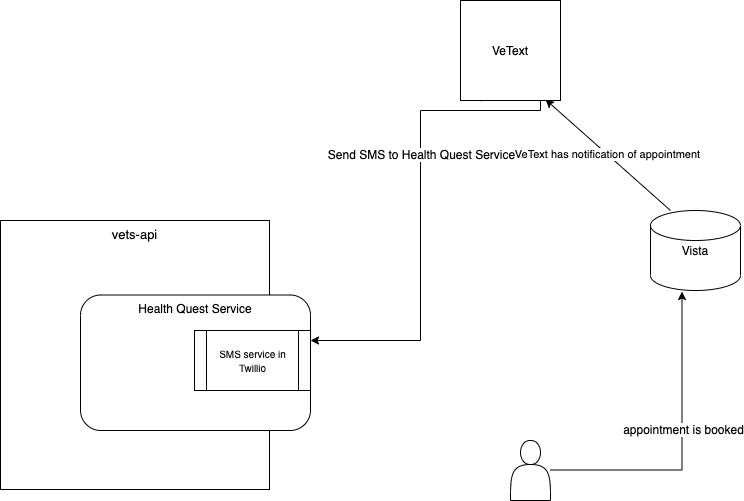 VeText
Send SMS to Health Quest Service
VeText has notification of appointment
vets-api
Vista
Health Quest Service
SMS service in
Twillio
appointment is booked